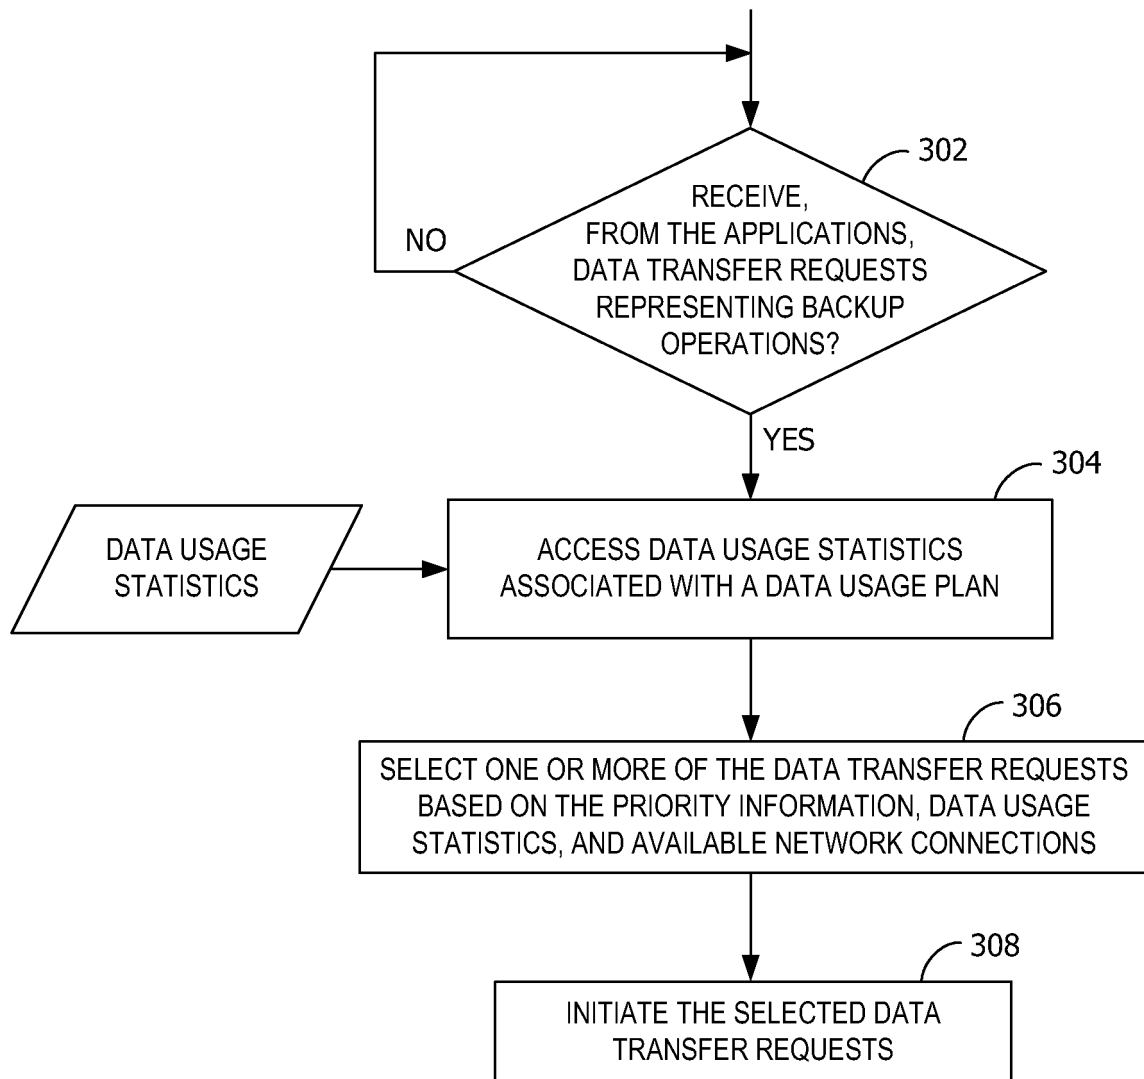 302
RECEIVE,
FROM THE APPLICATIONS,
DATA TRANSFER REQUESTS
REPRESENTING BACKUP
OPERATIONS?
NO
YES
304
DATA USAGE
STATISTICS
ACCESS DATA USAGE STATISTICS
ASSOCIATED WITH A DATA USAGE PLAN
306
SELECT ONE OR MORE OF THE DATA TRANSFER REQUESTS
BASED ON THE PRIORITY INFORMATION, DATA USAGE
STATISTICS, AND AVAILABLE NETWORK CONNECTIONS
308
INITIATE THE SELECTED DATA
TRANSFER REQUESTS